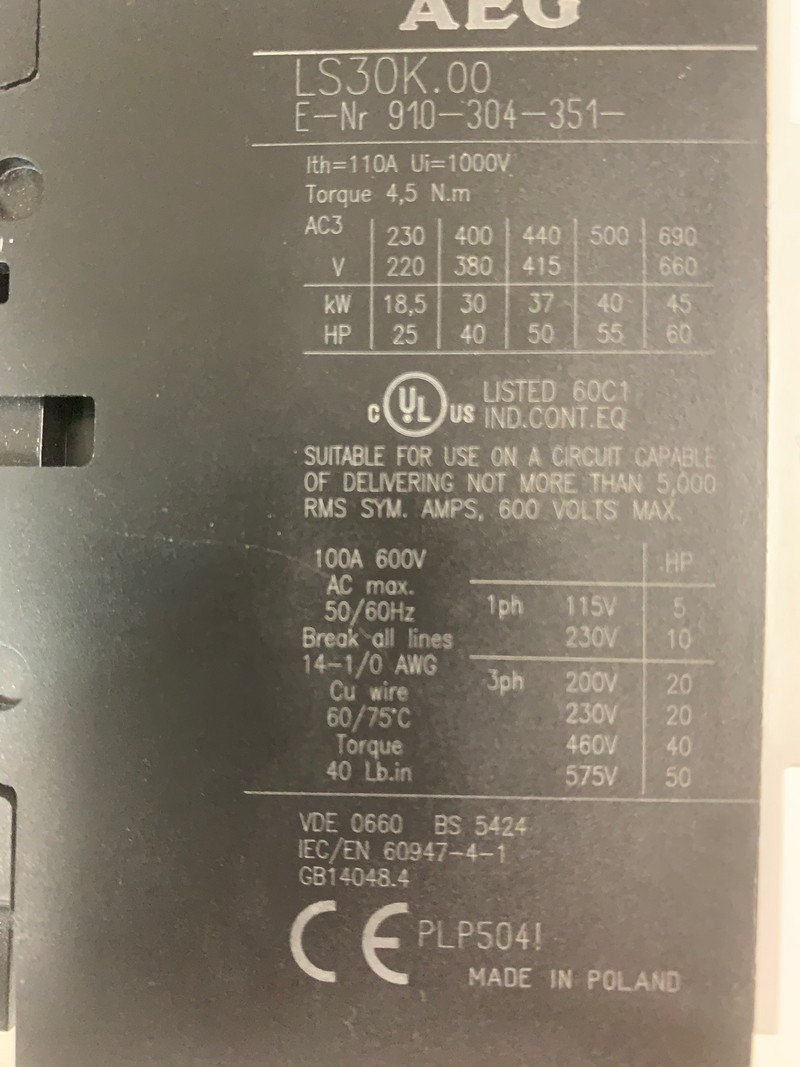 AEG
LS30K.00
E-Nr 910-304-351-
Ith=110A Ui=1000V
Torque 4,5 N.m
AC3 230 400 440 500 690
V 220 380 415 660
kW 18,5 30 37 40 45
HP 25 40 50 55 60
C UL US LISTED 60C1
IND.CONT.EQ
SUITABLE FOR USE ON A CIRCUIT CAPABLE
OF DELIVERING NOT MORE THAN 5,000
RMS SYM. AMPS, 600 VOLTS MAX.
100A 600V
AC max.
50/60Hz
Break all lines
14-1/0 AWG
Cu wire
60/75°C
Torque
40 Lb.in
HP
1ph 115V 5
230V 10
3ph 200V 20
230V 20
460V 40
575V 50
VDE 0660 BS 5424
IEC/EN 60947-4-1
GB14048.4
CE PLP504!
MADE IN POLAND